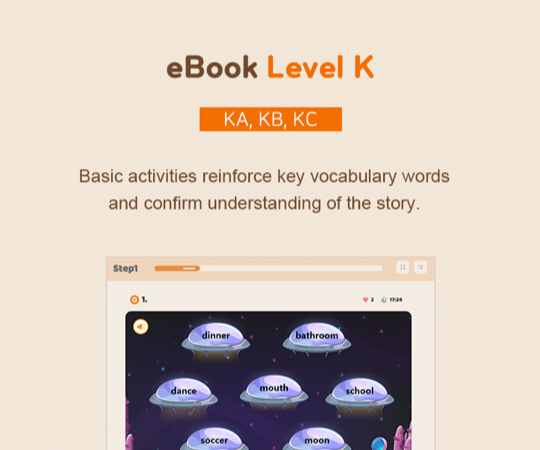 eBook Level K
KA, KB, KC
Basic activities reinforce key vocabulary words
and confirm understanding of the story.
Step1
1.
2 17:24
dinner bathroom
dance mouth school
soccer moon